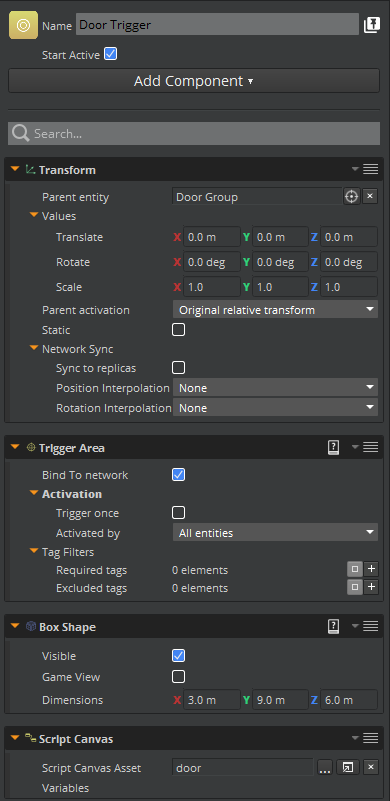 Name Door Trigger
Start Active
Add Component
Search...
Transform
Parent entity Door Group
Values
Translate X 0.0 m Y 0.0 m Z 0.0 m
Rotate X 0.0 deg Y 0.0 deg Z 0.0 deg
Scale X 1.0 Y 1.0 Z 1.0
Parent activation Original relative transform
Static
Network Sync
Sync to replicas
Position Interpolation None
Rotation Interpolation None
Trigger Area
Bind To network
Activation
Trigger once
Activated by All entities
Tag Filters
Required tags 0 elements
Excluded tags 0 elements
Box Shape
Visible
Game View
Dimensions X 3.0 m Y 9.0 m Z 6.0 m
Script Canvas
Script Canvas Asset door ...
Variables